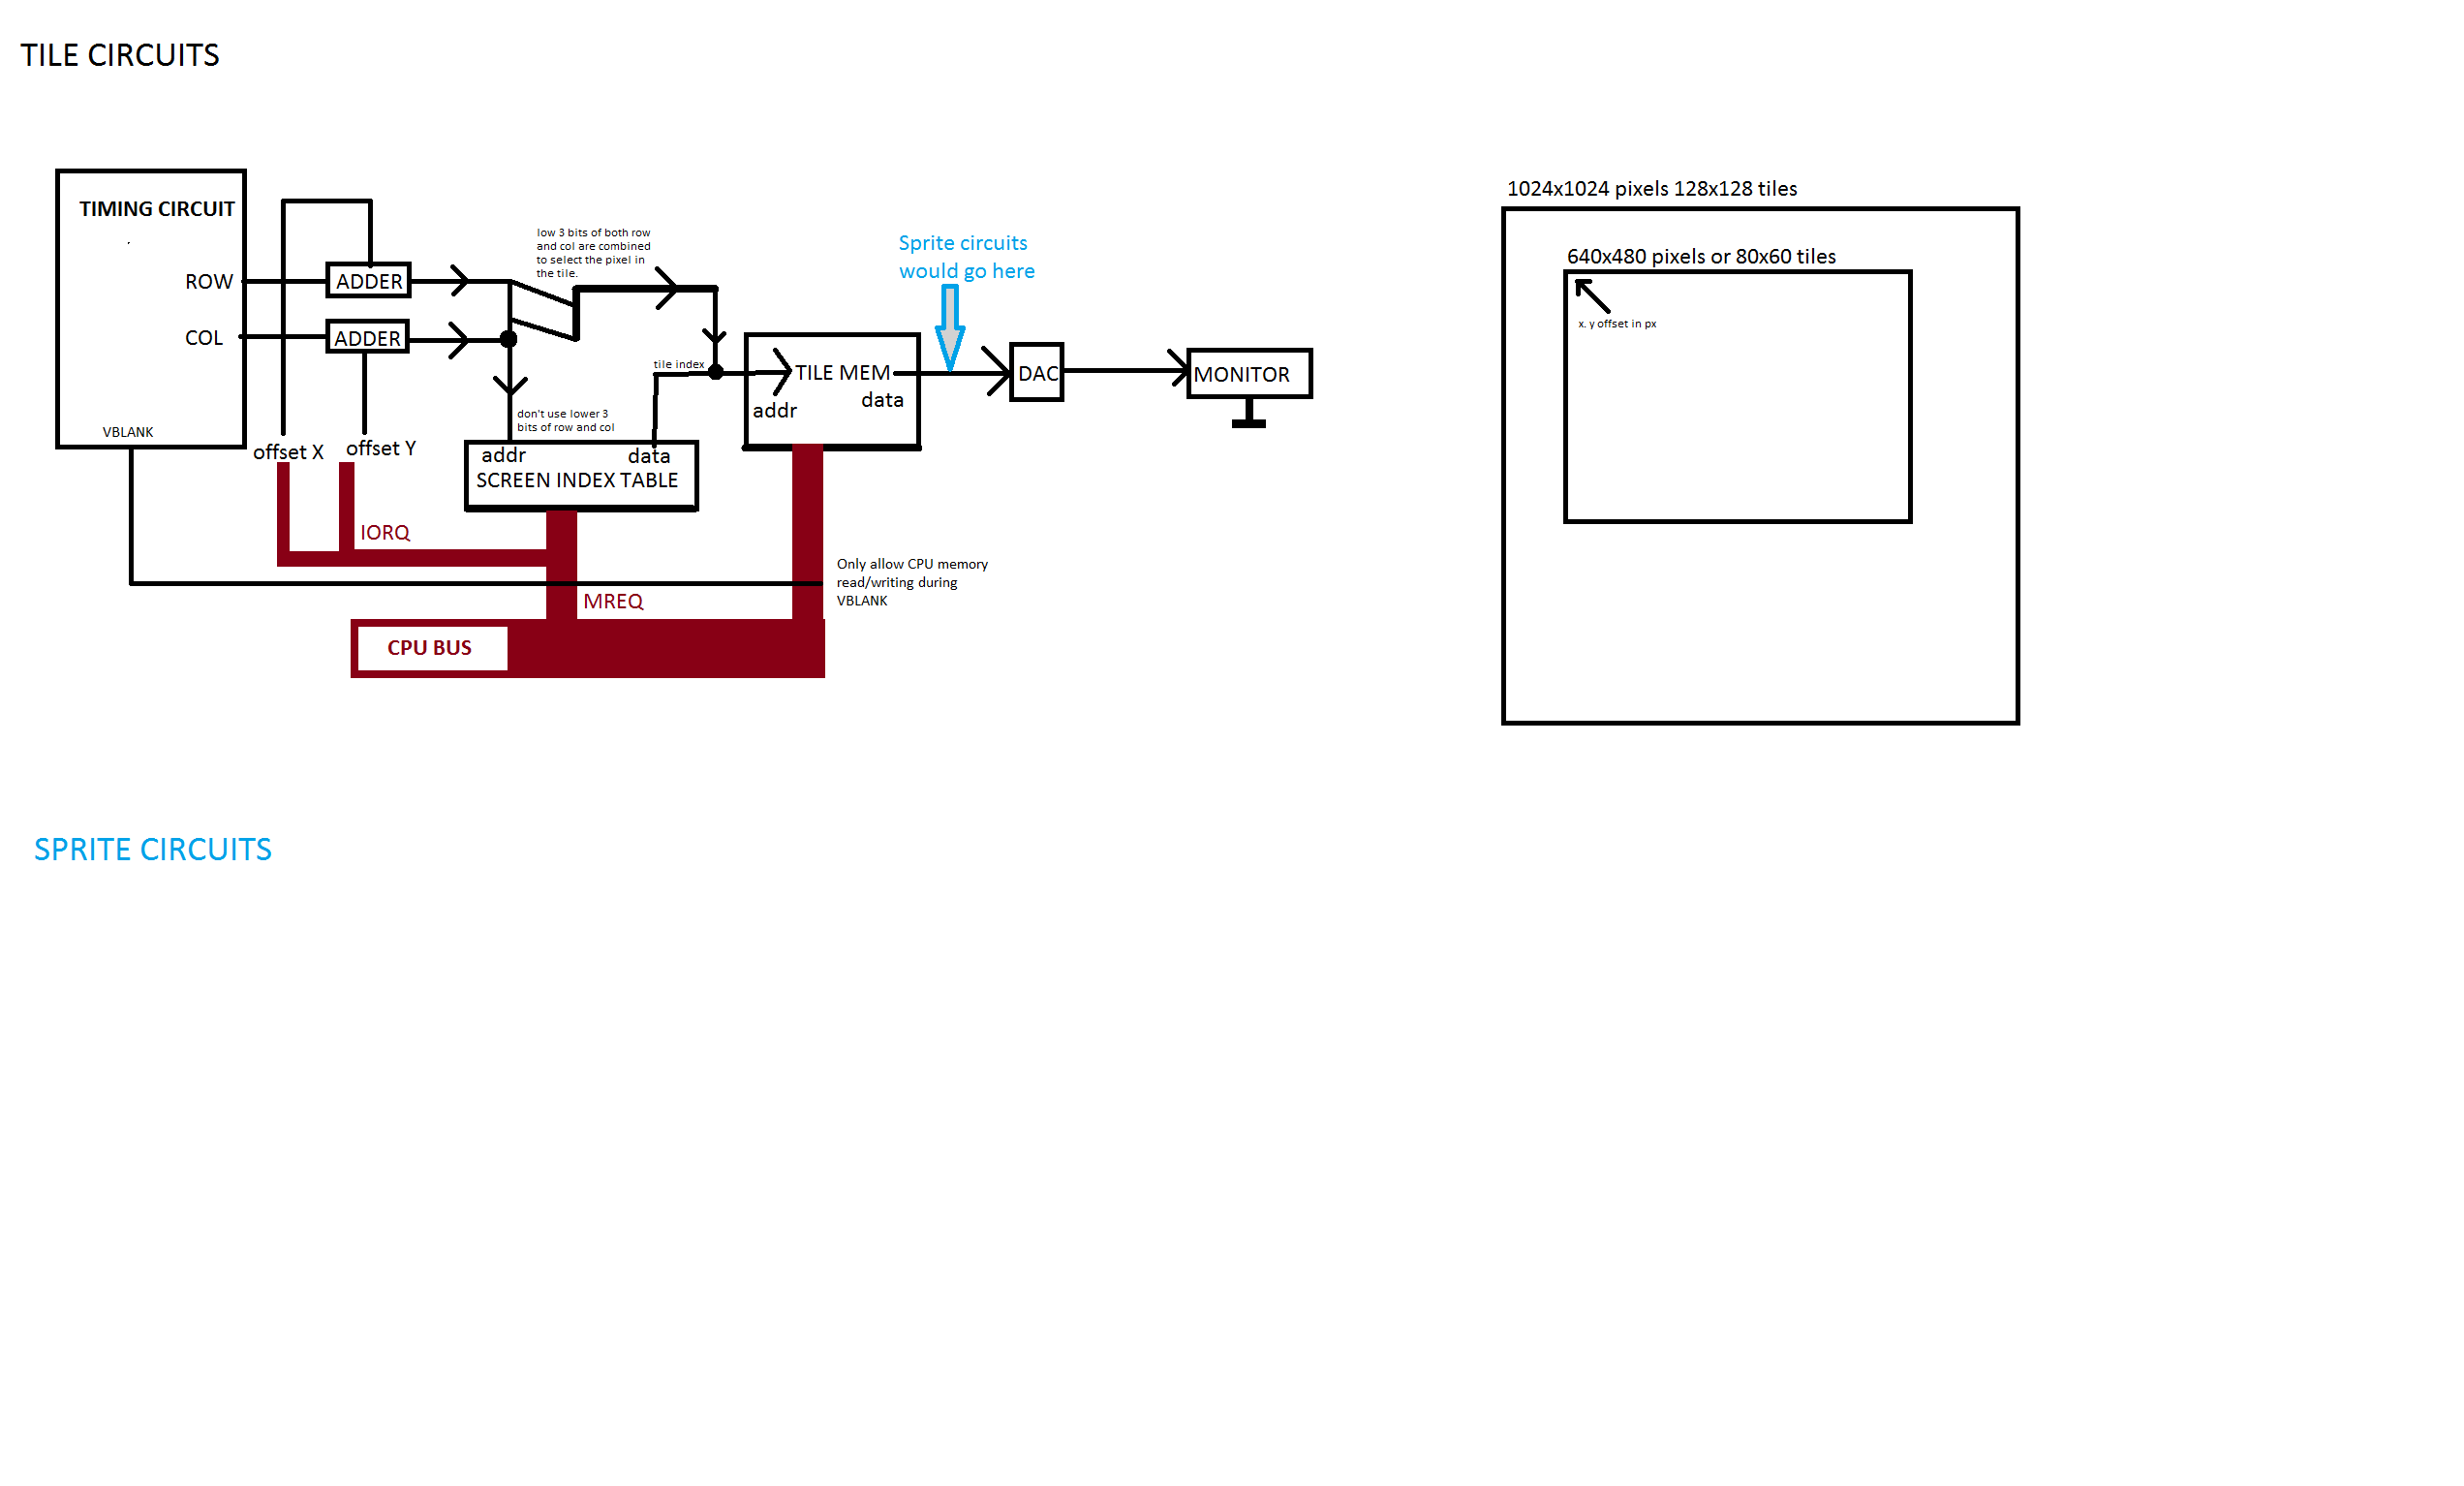 TILE CIRCUITS
TIMING CIRCUIT
ROW
COL
VBLANK
ADDER
ADDER
offset X
offset Y
low 3 bits of both row
and col are combined
to select the pixel in
the tile.
don't use lower 3
bits of row and col
tile index
addr
data
SCREEN INDEX TABLE
TILE MEM
addr
data
Sprite circuits
would go here
DAC
MONITOR
IORQ
MREQ
Only allow CPU memory
read/writing during
VBLANK
CPU BUS
1024x1024 pixels 128x128 tiles
640x480 pixels or 80x60 tiles
x. y offset in px
SPRITE CIRCUITS